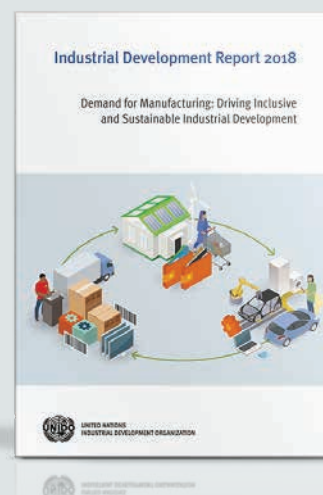 Industrial Development Report 2018
Demand for Manufacturing: Driving Inclusive
and Sustainable Industrial Development
UNIDO
UNITED NATIONS
INDUSTRIAL DEVELOPMENT ORGANIZATION